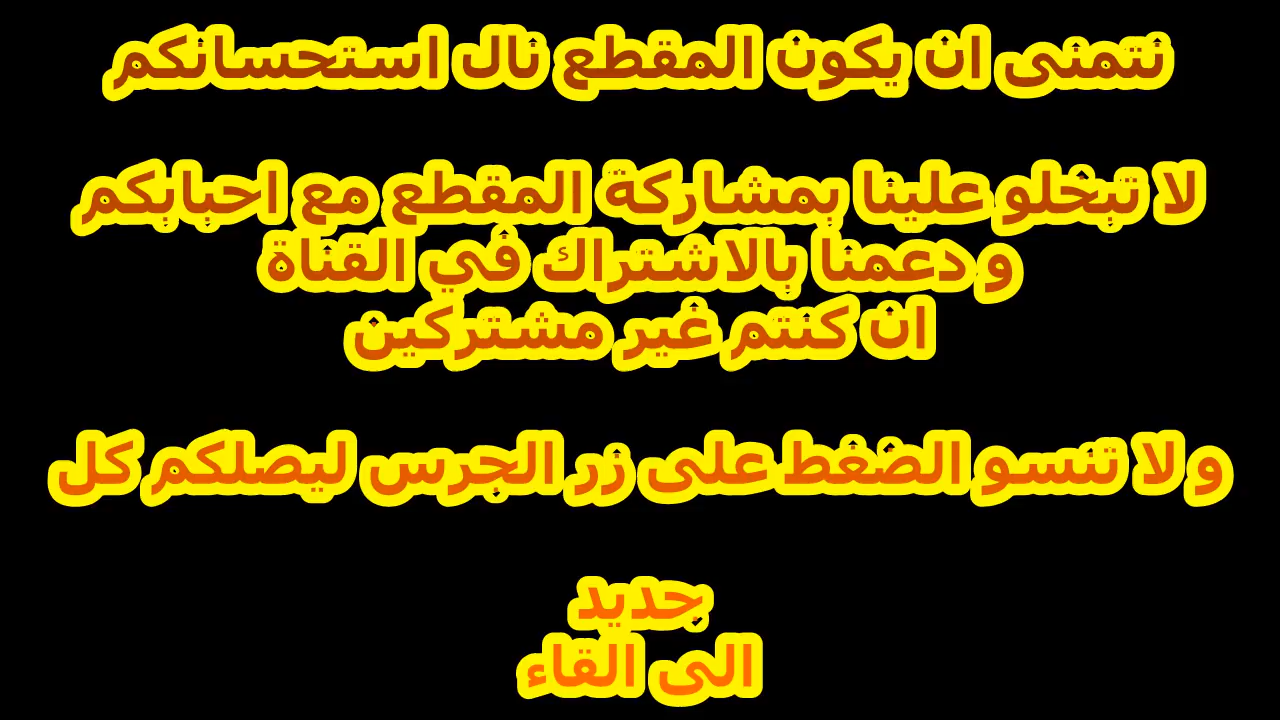 نتمنى ان يكون المقطع نال استحسانكم
لا تبخلو علينا بمشاركة المقطع مع احبابكم
و دعمنا بالاشتراك في القناة
ان كنتم غير مشتركين
و لا تنسو الضغط على زر الجرس ليصلكم كل
جديد
الى القاء